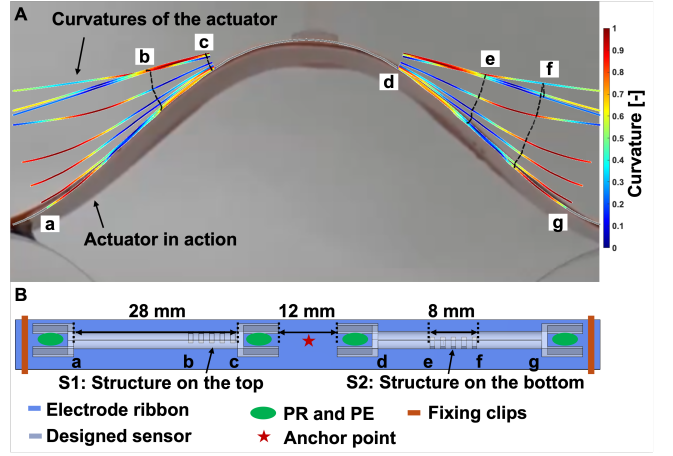 A
Curvatures of the actuator
b
c
d
e
f
a
g
Actuator in action
1
0.9
0.8
0.7
0.6
0.5
0.4
0.3
0.2
0.1
0
Curvature [-]
B
28 mm
12 mm
8 mm
a
b
c
d
e
f
g
S1: Structure on the top
S2: Structure on the bottom
Electrode ribbon
PR and PE
Fixing clips
Designed sensor
Anchor point